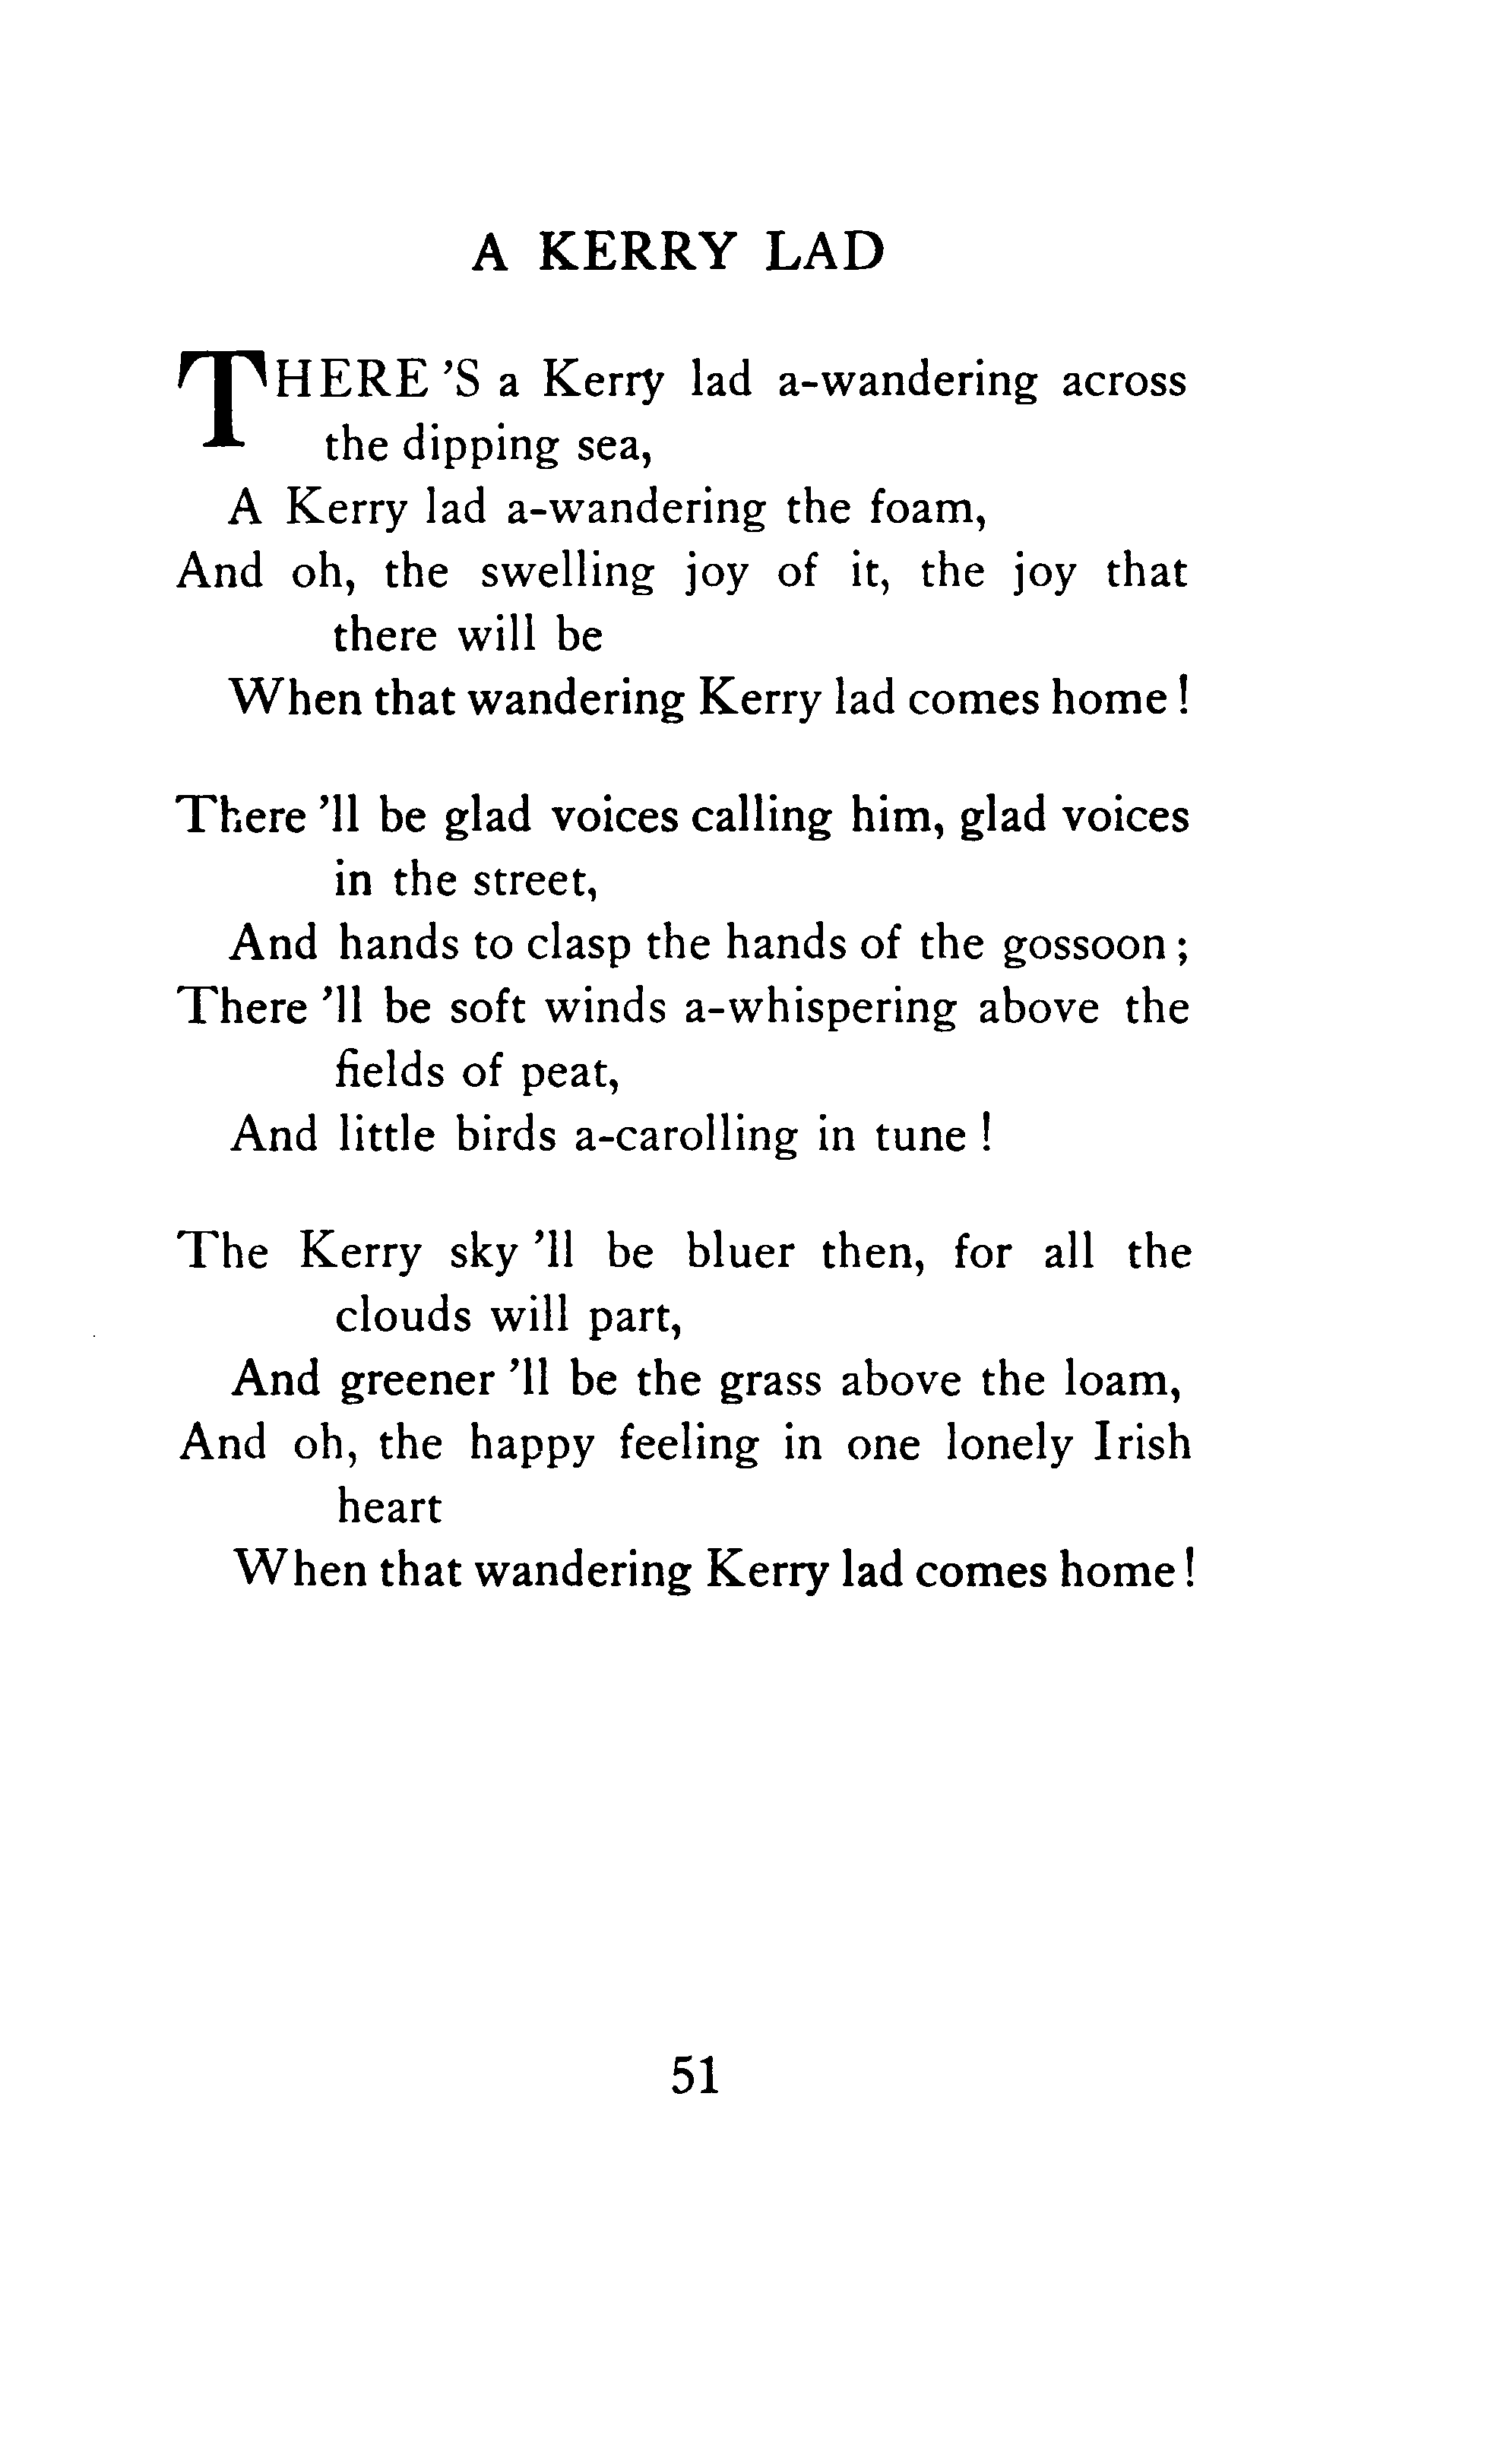 A KERRY LAD
THERE 'S a Kerry lad a-wandering across
the dipping sea,
A Kerry lad a-wandering the foam,
And oh, the swelling joy of it, the joy that
there will be
When that wandering Kerry lad comes home !
There 'll be glad voices calling him, glad voices
in the street,
And hands to clasp the hands of the gossoon ;
There 'll be soft winds a-whispering above the
fields of peat,
And little birds a-carolling in tune !
The Kerry sky 'll be bluer then, for all the
clouds will part,
And greener 'll be the grass above the loam,
And oh, the happy feeling in one lonely Irish
heart
When that wandering Kerry lad comes home !
51